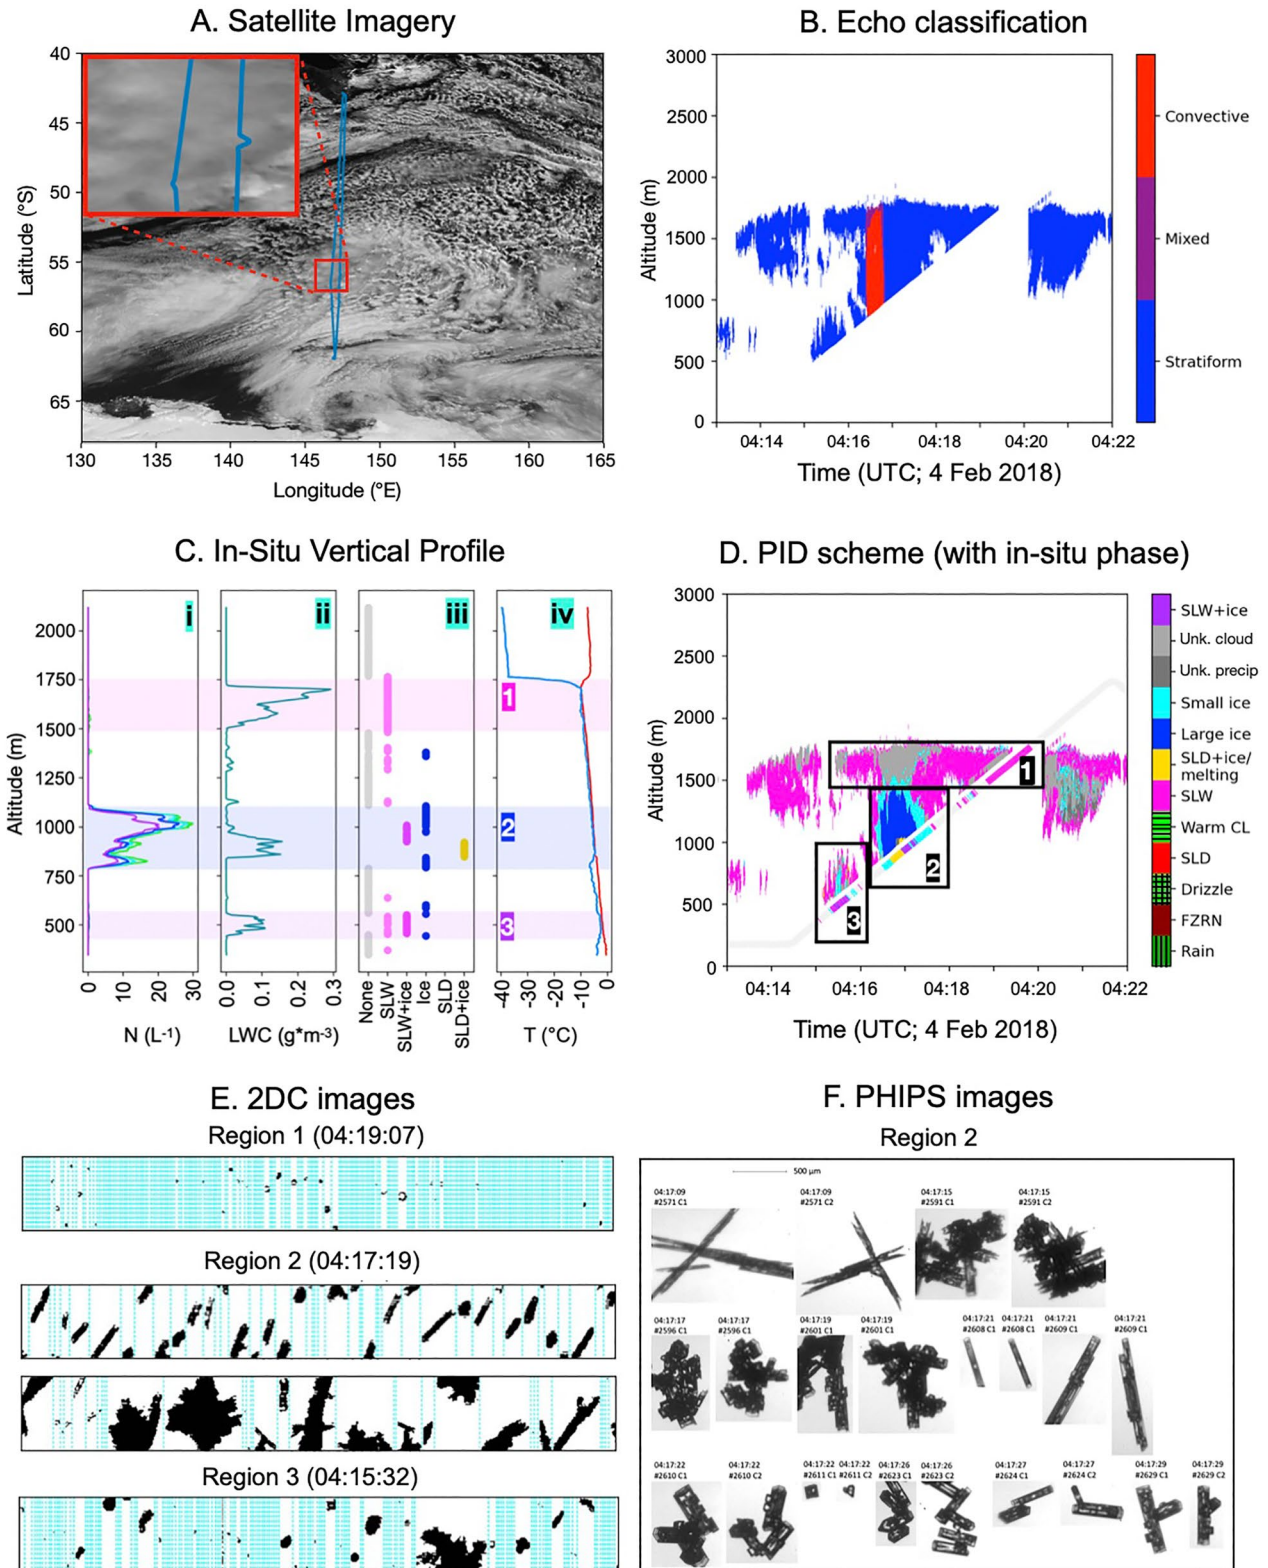 A. Satellite Imagery
40
45
50
55
60
65
Latitude (°S)
130 135 140 145 150 155 160 165
Longitude (°E)
B. Echo classification
3000
2500
2000
1500
1000
500
0
Altitude (m)
04:14 04:16 04:18 04:20 04:22
Time (UTC; 4 Feb 2018)
Convective
Mixed
Stratiform
C. In-Situ Vertical Profile
i ii iii iv
2000
1750
1500
1250
1000
750
500
Altitude (m)
1
2
3
0 10 20 30
N (L-1)
0.0 0.1 0.2 0.3
LWC (g*m-3)
None
SLW
SLW+ice
Ice
SLD
SLD+ice
-40 -30 -20 -10 0
T (°C)
D. PID scheme (with in-situ phase)
3000
2500
2000
1500
1000
500
0
Altitude (m)
1
2
3
04:14 04:16 04:18 04:20 04:22
Time (UTC; 4 Feb 2018)
SLW+ice
Unk. cloud
Unk. precip
Small ice
Large ice
SLD+ice/
melting
SLW
Warm CL
SLD
Drizzle
FZRN
Rain
E. 2DC images
Region 1 (04:19:07)
Region 2 (04:17:19)
Region 3 (04:15:32)
F. PHIPS images
Region 2
500 µm
04:17:09 04:17:09 04:17:15 04:17:15
#2571 C1 #2571 C2 #2591 C1 #2591 C2
04:17:17 04:17:17 04:17:19 04:17:19 04:17:21 04:17:21 04:17:21 04:17:21
#2596 C1 #2596 C1 #2601 C1 #2601 C1 #2608 C1 #2608 C1 #2609 C1 #2609 C1
04:17:22 04:17:22 04:17:22 04:17:22 04:17:26 04:17:26 04:17:27 04:17:27 04:17:29 04:17:29
#2610 C1 #2610 C2 #2611 C1 #2611 C2 #2623 C1 #2623 C2 #2624 C1 #2624 C2 #2629 C1 #2629 C2